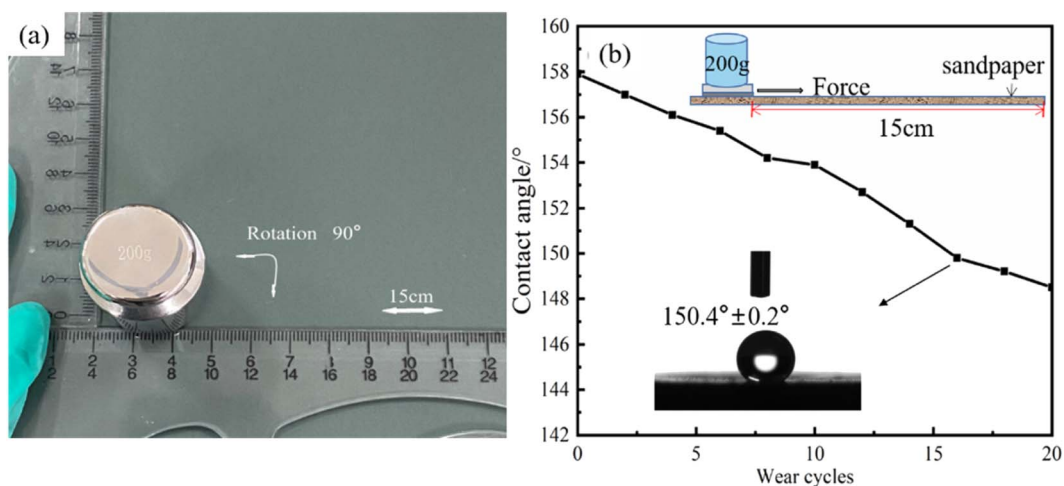 (a)
200g
Rotation 90°
15cm
1 2 3 4 5 6 7 8 9 10 11 12
2 4 6 8 10 12 14 16 18 20 22 24
(b)
200g
Force
sandpaper
15cm
150.4°±0.2°
Contact angle/°
160
158
156
154
152
150
148
146
144
142
0 5 10 15 20
Wear cycles